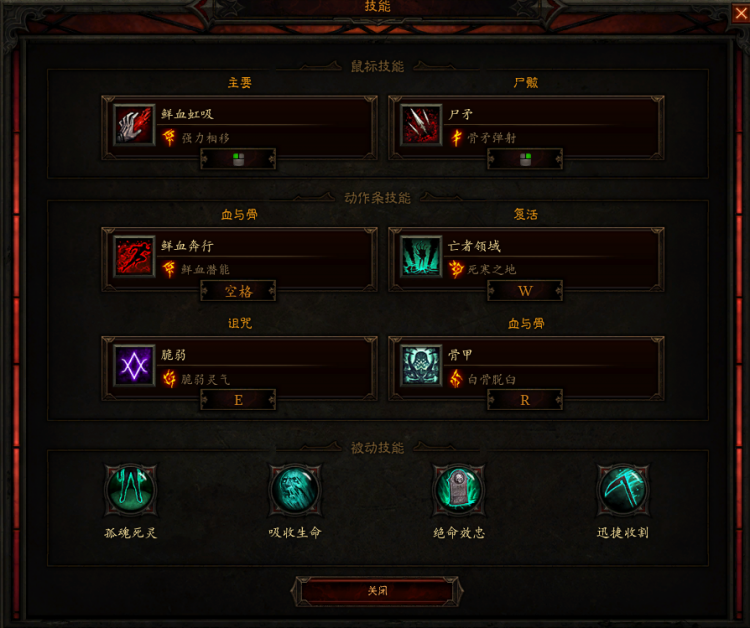 技能
鼠标技能
主要
尸骸
鲜血虹吸
强力相移
尸矛
骨矛弹射
动作条技能
血与骨
复活
鲜血奔行
鲜血潜能
空格
亡者领域
死寒之地
W
诅咒
血与骨
脆弱
脆弱灵气
E
骨甲
白骨脱臼
R
被动技能
孤魂死灵
吸收生命
绝命效忠
迅捷收割
关闭